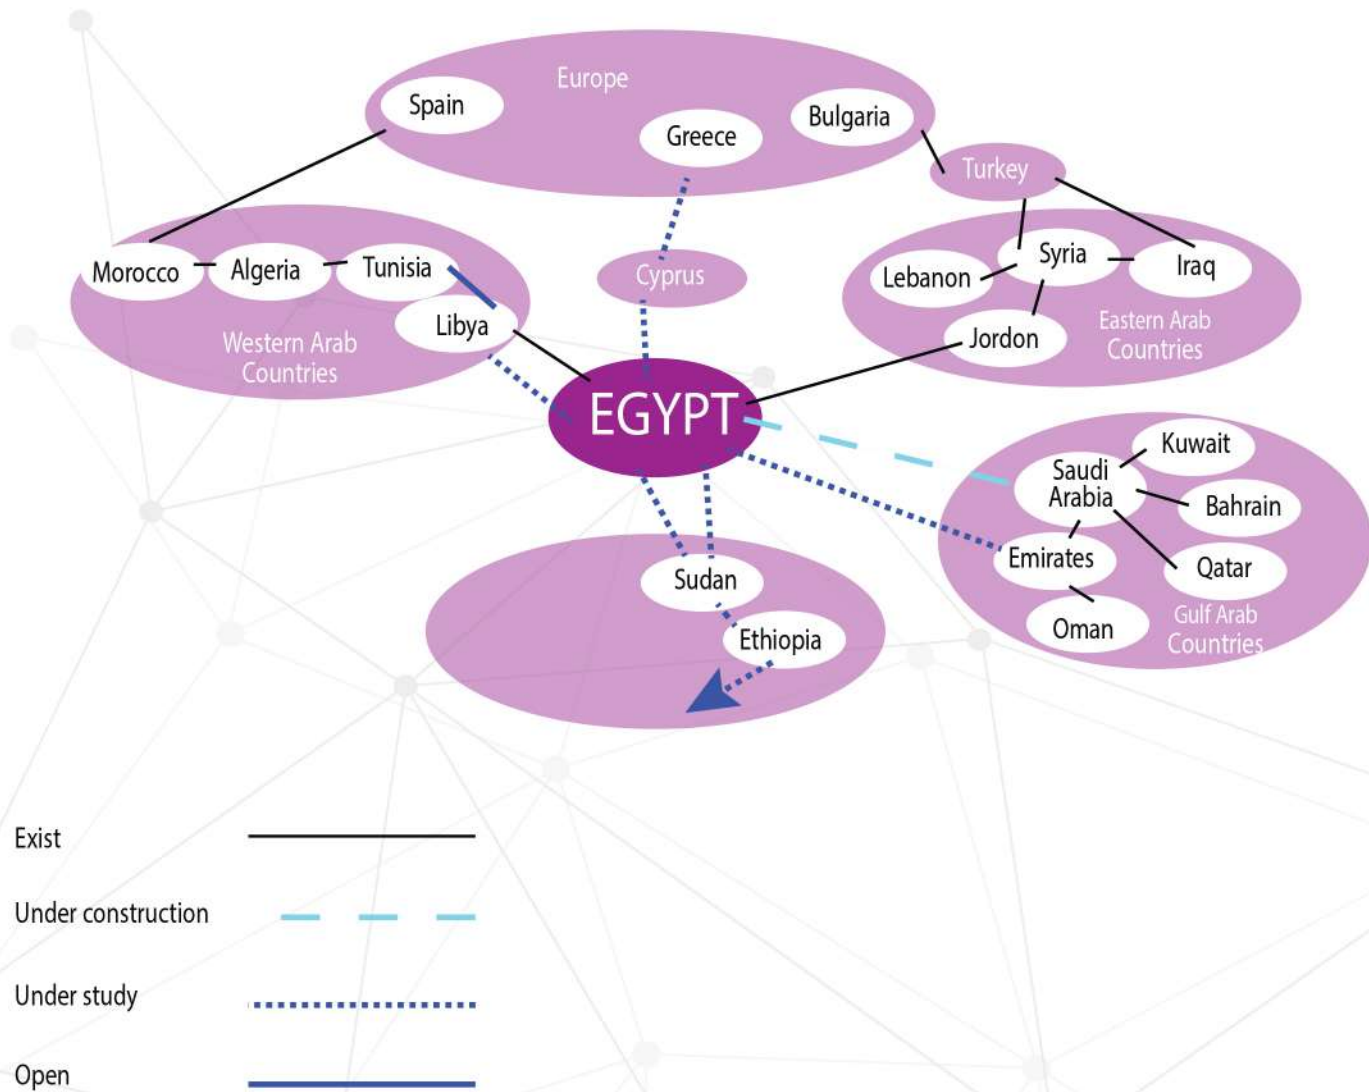 Europe
Spain
Greece
Bulgaria
Turkey
Morocco
Algeria
Tunisia
Libya
Western Arab
Countries
Cyprus
Lebanon
Syria
Iraq
Jordon
Eastern Arab
Countries
EGYPT
Saudi
Arabia
Kuwait
Bahrain
Qatar
Emirates
Oman
Gulf Arab
Countries
Sudan
Ethiopia
Exist
Under construction
Under study
Open